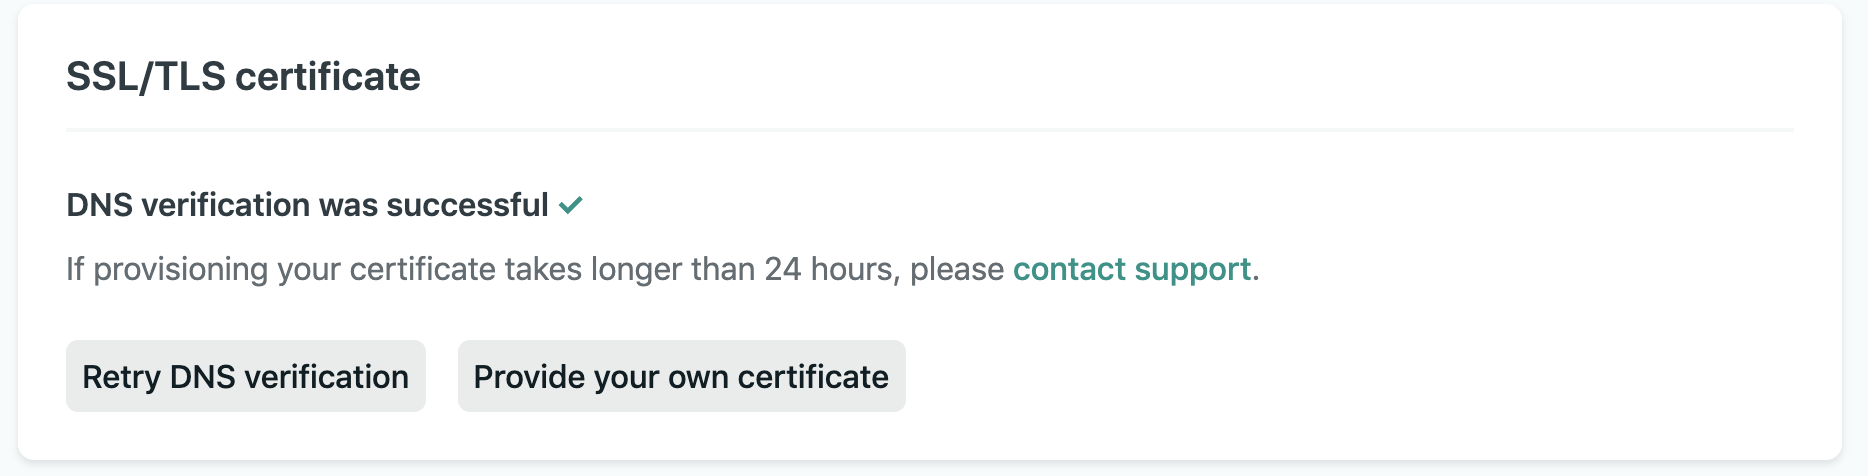 SSL/TLS certificate
DNS verification was successful ✓
If provisioning your certificate takes longer than 24 hours, please contact support.
Retry DNS verification
Provide your own certificate